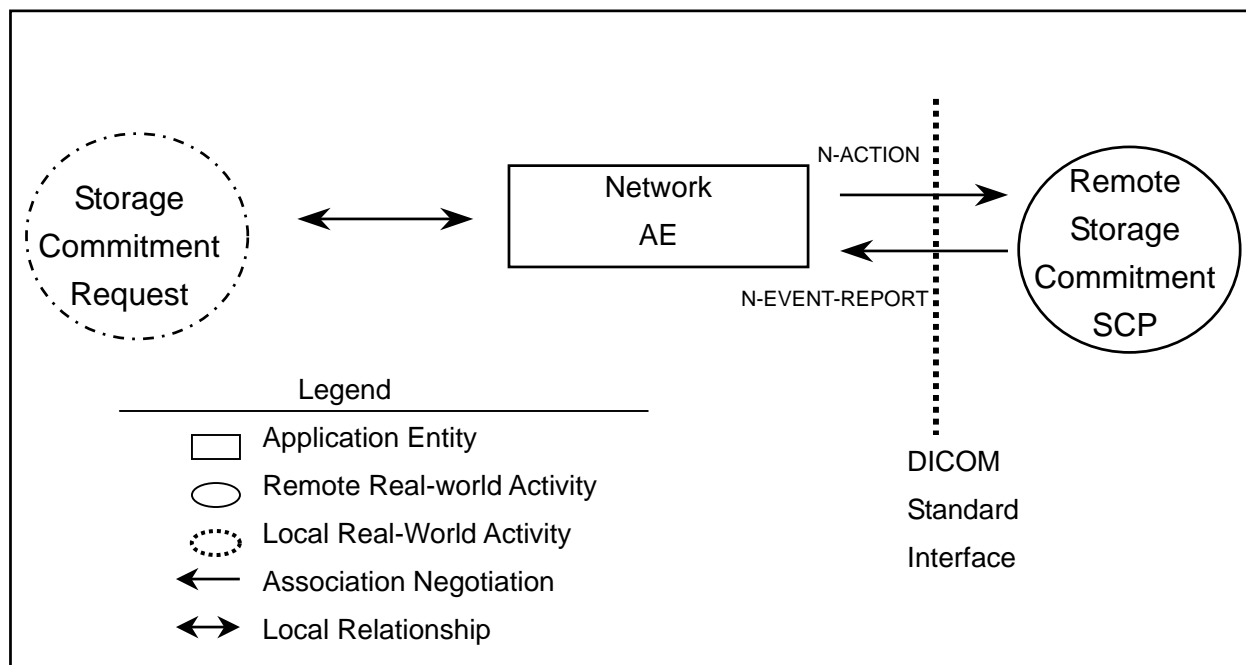 Storage
Commitment
Request
Network
AE
N-ACTION
N-EVENT-REPORT
Remote
Storage
Commitment
SCP
DICOM
Standard
Interface
Legend
Application Entity
Remote Real-world Activity
Local Real-World Activity
Association Negotiation
Local Relationship